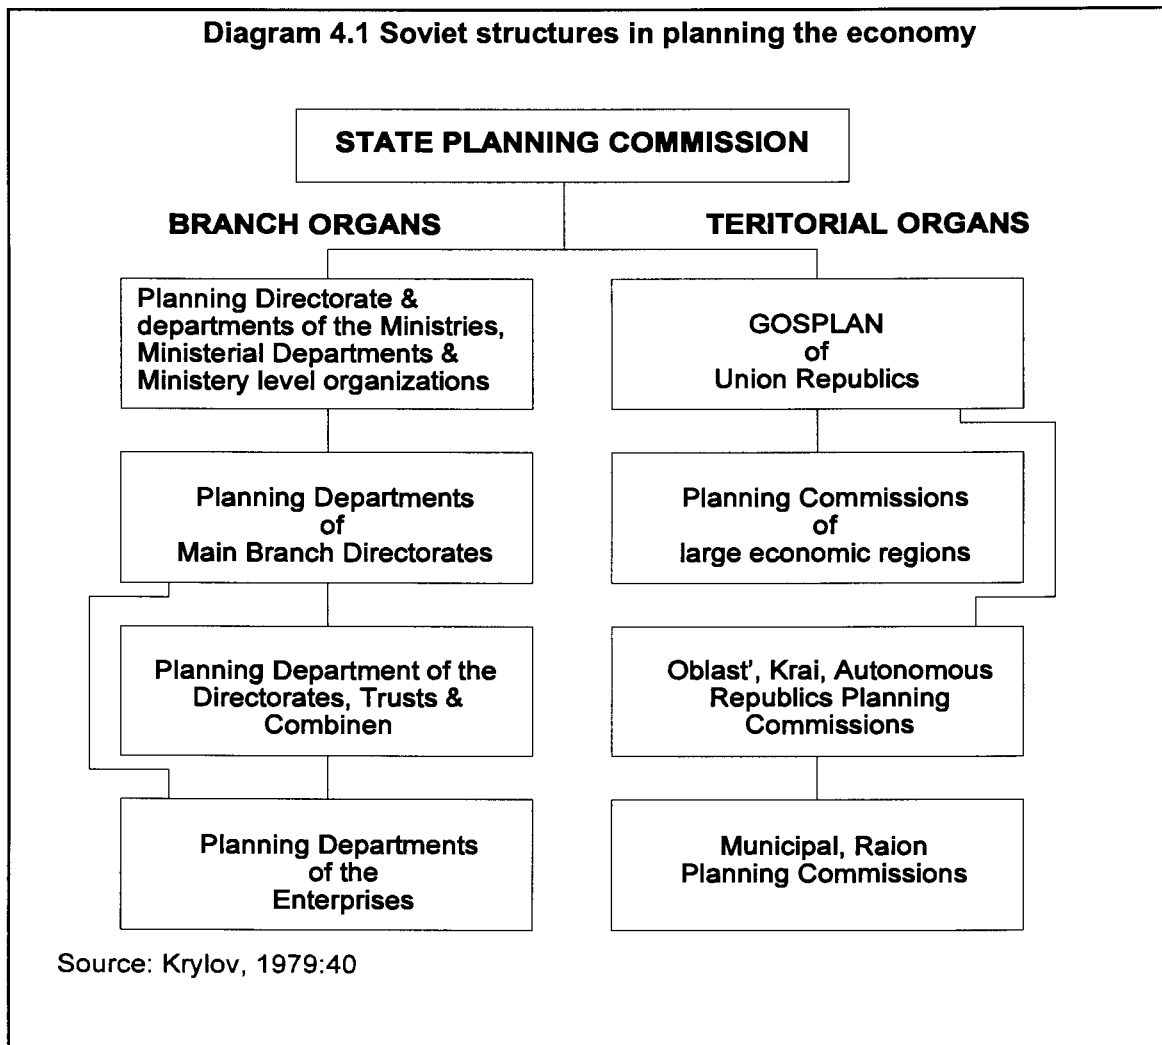 Diagram 4.1 Soviet structures in planning the economy
STATE PLANNING COMMISSION
BRANCH ORGANS
Planning Directorate &
departments of the Ministries,
Ministerial Departments &
Ministery level organizations
Planning Departments
of
Main Branch Directorates
Planning Department of the
Directorates, Trusts &
Combinen
Planning Departments
of the
Enterprises
TERITORIAL ORGANS
GOSPLAN
of
Union Republics
Planning Commissions
of
large economic regions
Oblast', Krai, Autonomous
Republics Planning
Commissions
Municipal, Raion
Planning Commissions
Source: Krylov, 1979:40